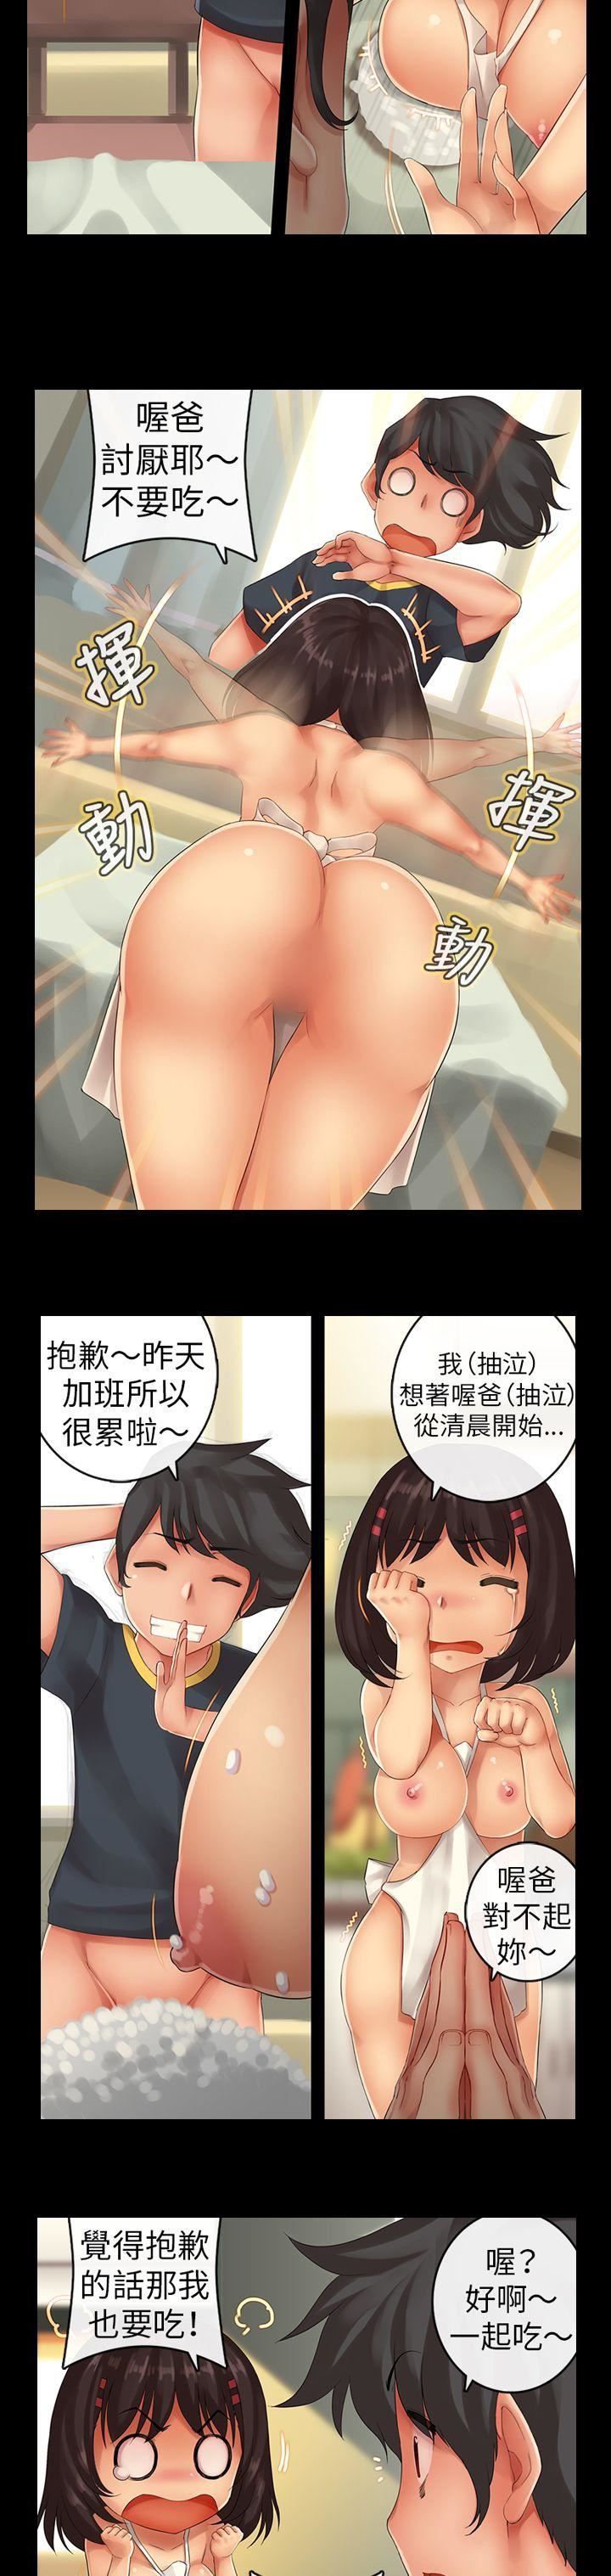 喔爸
討厭耶～
不要吃～
揮
動
揮
動
抱歉～昨天
加班所以
很累啦～
我(抽泣)
想著喔爸(抽泣)
從清晨開始...
喔爸
對不起
妳～
覺得抱歉
的話那我
也要吃!
喔?
好啊～
一起吃～